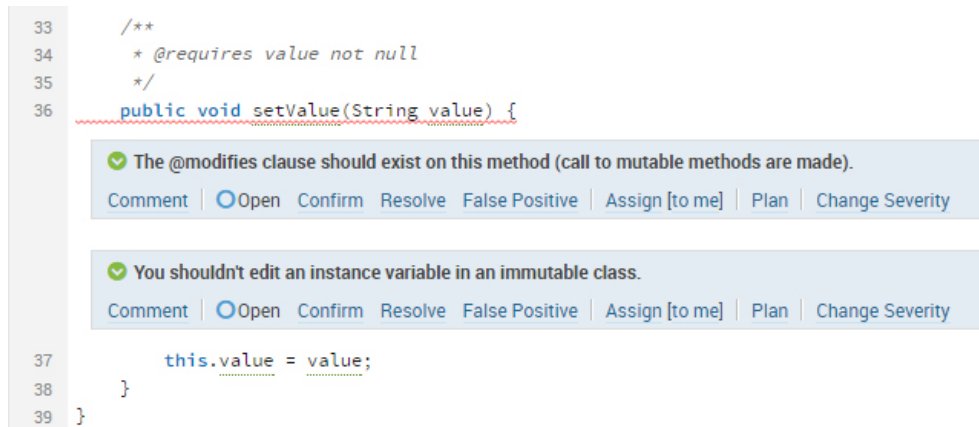 33 /**
34 * @requires value not null
35 */
36 public void setValue(String value) {
The @modifies clause should exist on this method (call to mutable methods are made).
Comment Open Confirm Resolve False Positive Assign [to me] Plan Change Severity
You shouldn't edit an instance variable in an immutable class.
Comment Open Confirm Resolve False Positive Assign [to me] Plan Change Severity
37 this.value = value;
38 }
39 }